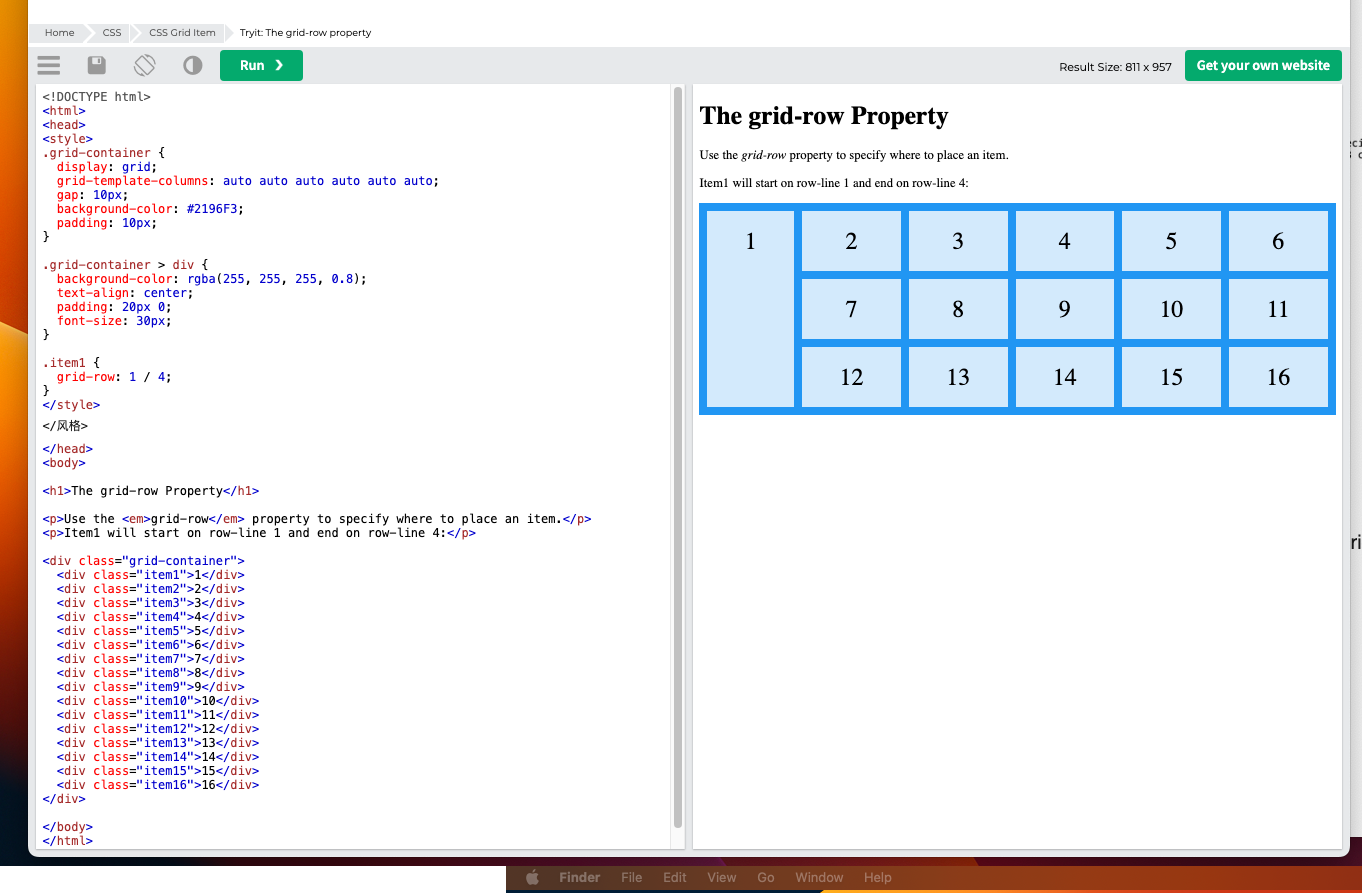 Home CSS CSS Grid Item Tryit: The grid-row property
Run ❯ Result Size: 811 x 957 Get your own website
<!DOCTYPE html>
<html>
<head>
<style>
.grid-container {
  display: grid;
  grid-template-columns: auto auto auto auto auto auto;
  gap: 10px;
  background-color: #2196F3;
  padding: 10px;
}
.grid-container > div {
  background-color: rgba(255, 255, 255, 0.8);
  text-align: center;
  padding: 20px 0;
  font-size: 30px;
}
.item1 {
  grid-row: 1 / 4;
}
</style>
</风格>
</head>
<body>
<h1>The grid-row Property</h1>
<p>Use the <em>grid-row</em> property to specify where to place an item.</p>
<p>Item1 will start on row-line 1 and end on row-line 4:</p>
<div class="grid-container">
  <div class="item1">1</div>
  <div class="item2">2</div>
  <div class="item3">3</div>
  <div class="item4">4</div>
  <div class="item5">5</div>
  <div class="item6">6</div>
  <div class="item7">7</div>
  <div class="item8">8</div>
  <div class="item9">9</div>
  <div class="item10">10</div>
  <div class="item11">11</div>
  <div class="item12">12</div>
  <div class="item13">13</div>
  <div class="item14">14</div>
  <div class="item15">15</div>
  <div class="item16">16</div>
</div>
</body>
</html>
The grid-row Property
Use the grid-row property to specify where to place an item.
Item1 will start on row-line 1 and end on row-line 4:
1 2 3 4 5 6
7 8 9 10 11
12 13 14 15 16
Finder File Edit View Go Window Help